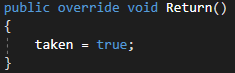 public override void Return()
{
    taken = true;
}